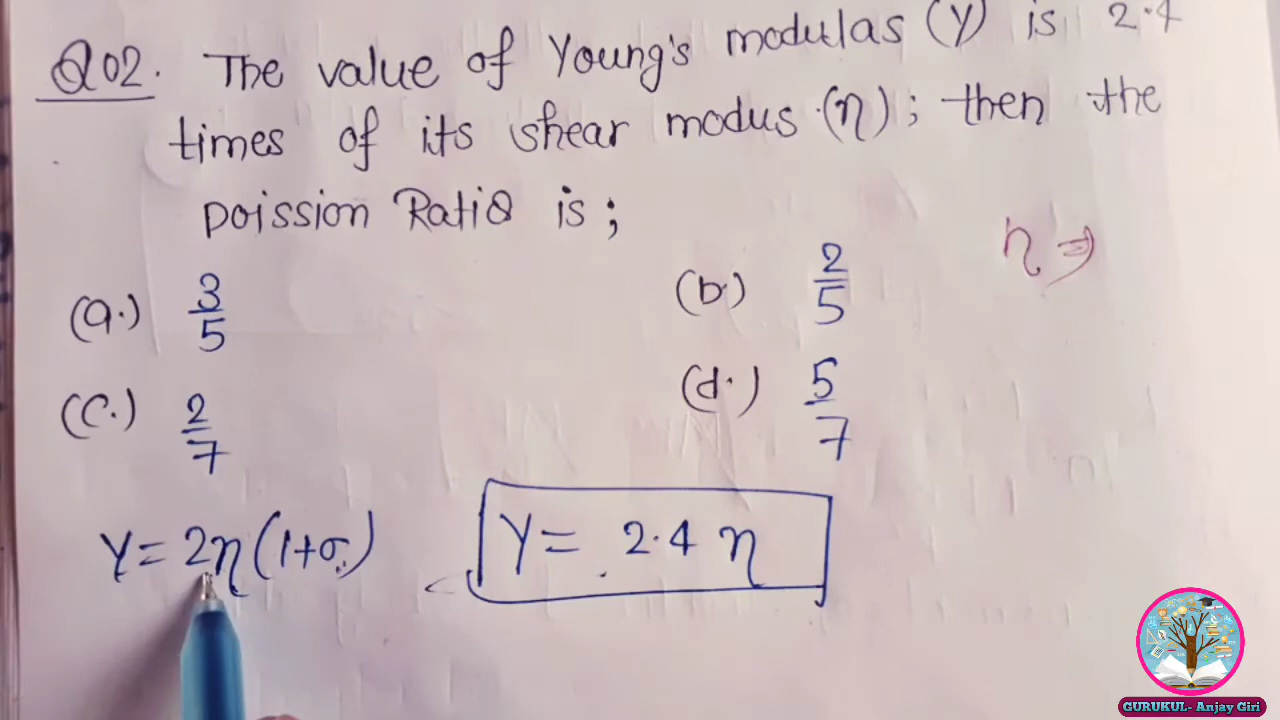 Q02. The value of Young's modulas (Y) is 2.4
times of its shear modus (η); then the
poission Ratio is;
(a.) 3/5 (b.) 2/5
η ⇒
(c.) 2/7 (d.) 5/7
Y = 2η(1+σ) Y = 2.4 η
GURUKUL- Anjay Giri